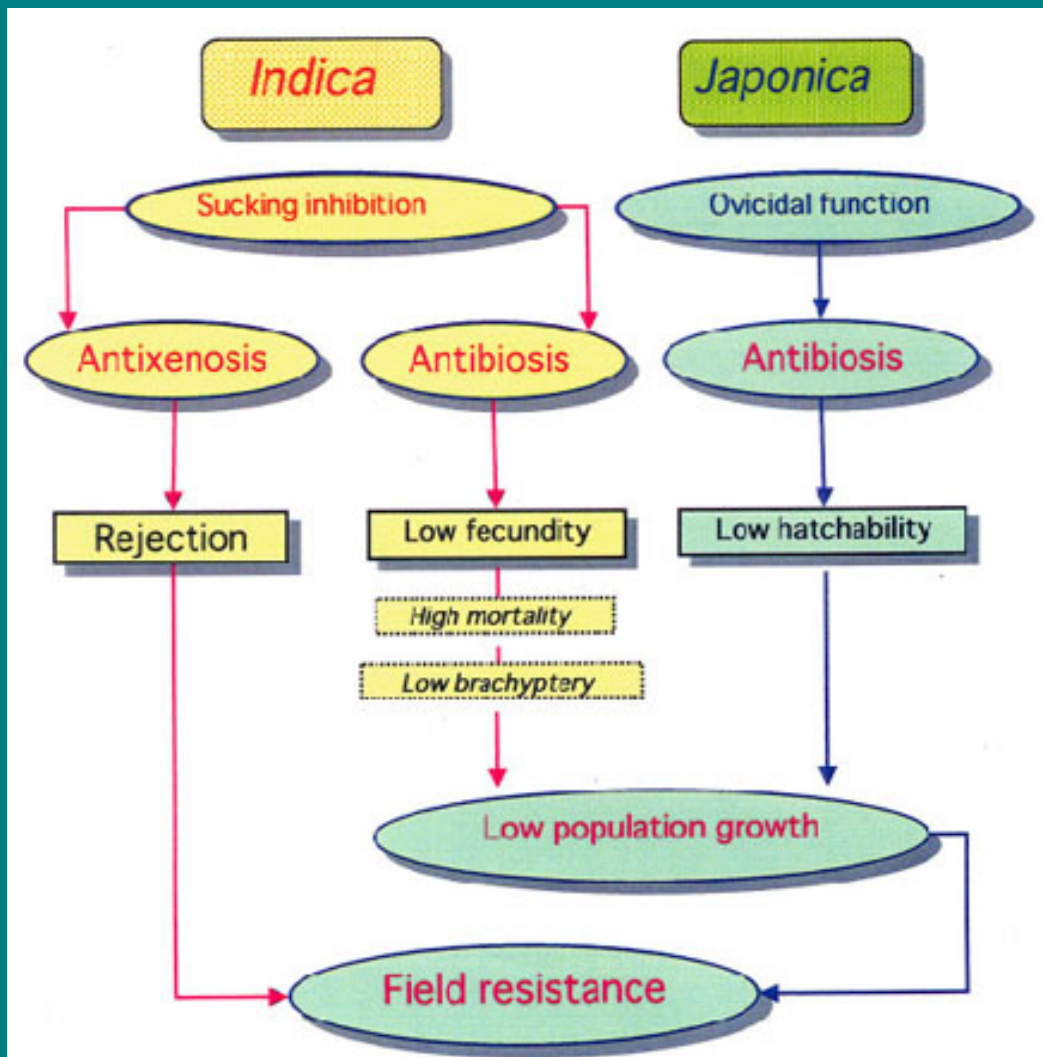 Indica
Japonica
Sucking inhibition
Ovicidal function
Antixenosis
Antibiosis
Antibiosis
Rejection
Low fecundity
Low hatchability
High mortality
Low brachyptery
Low population growth
Field resistance